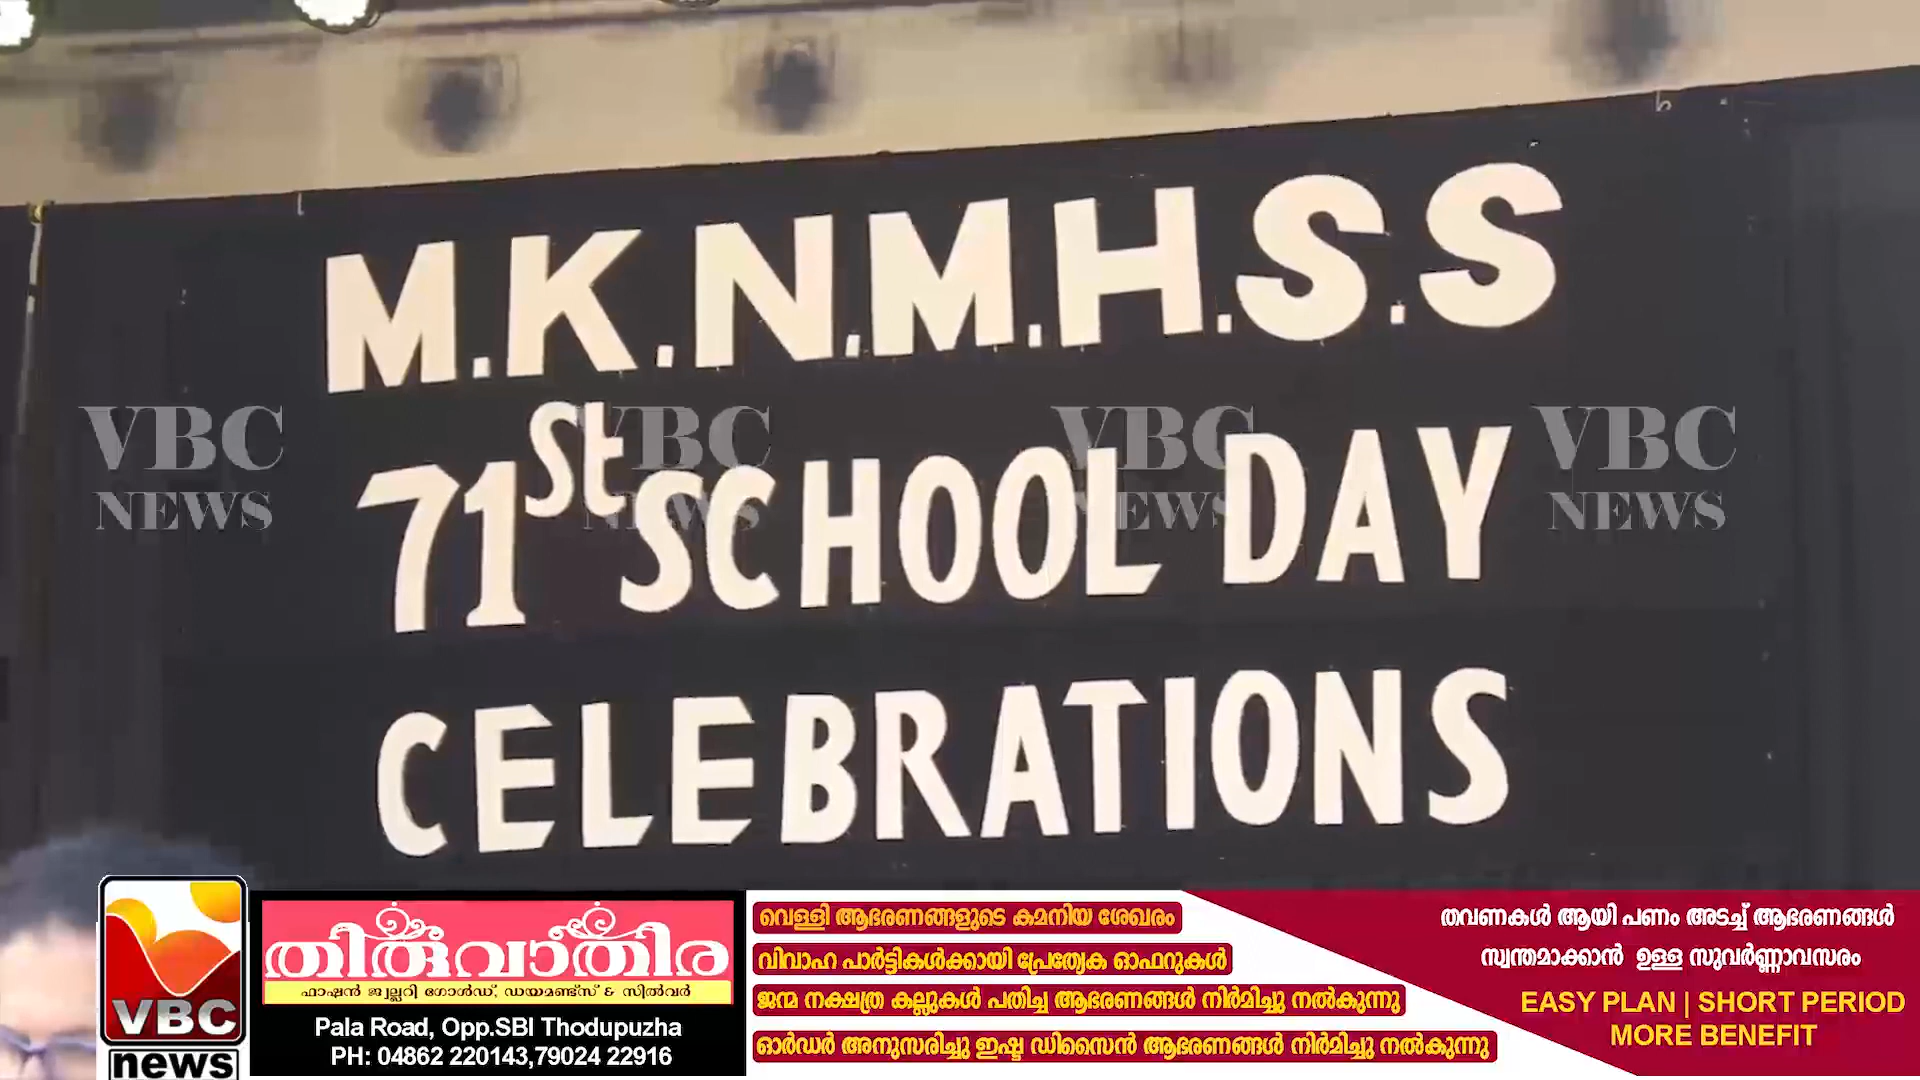 M.K.N.M.H.S.S
71st SCHOOL DAY
CELEBRATIONS
VBC NEWS VBC NEWS VBC NEWS VBC NEWS
VBC
news
തിരുവാതിര
ഫാഷൻ ജ്വല്ലറി ഗോൾഡ്, ഡയമണ്ട്സ് & സിൽവർ
Pala Road, Opp.SBI Thodupuzha
PH: 04862 220143,79024 22916
വെള്ളി ആഭരണങ്ങളുടെ കമനിയ ശേഖരം
വിവാഹ പാർട്ടികൾക്കായി പ്രേത്യേക ഓഫറുകൾ
ജന്മ നക്ഷത്ര കല്ലുകൾ പതിച്ച ആഭരണങ്ങൾ നിർമിച്ചു നൽകുന്നു
ഓർഡർ അനുസരിച്ചു ഇഷ്ട ഡിസൈൻ ആഭരണങ്ങൾ നിർമിച്ചു നൽകുന്നു
തവണകൾ ആയി പണം അടച്ച് ആഭരണങ്ങൾ
സ്വന്തമാക്കാൻ ഉള്ള സുവർണ്ണാവസരം
EASY PLAN | SHORT PERIOD
MORE BENEFIT